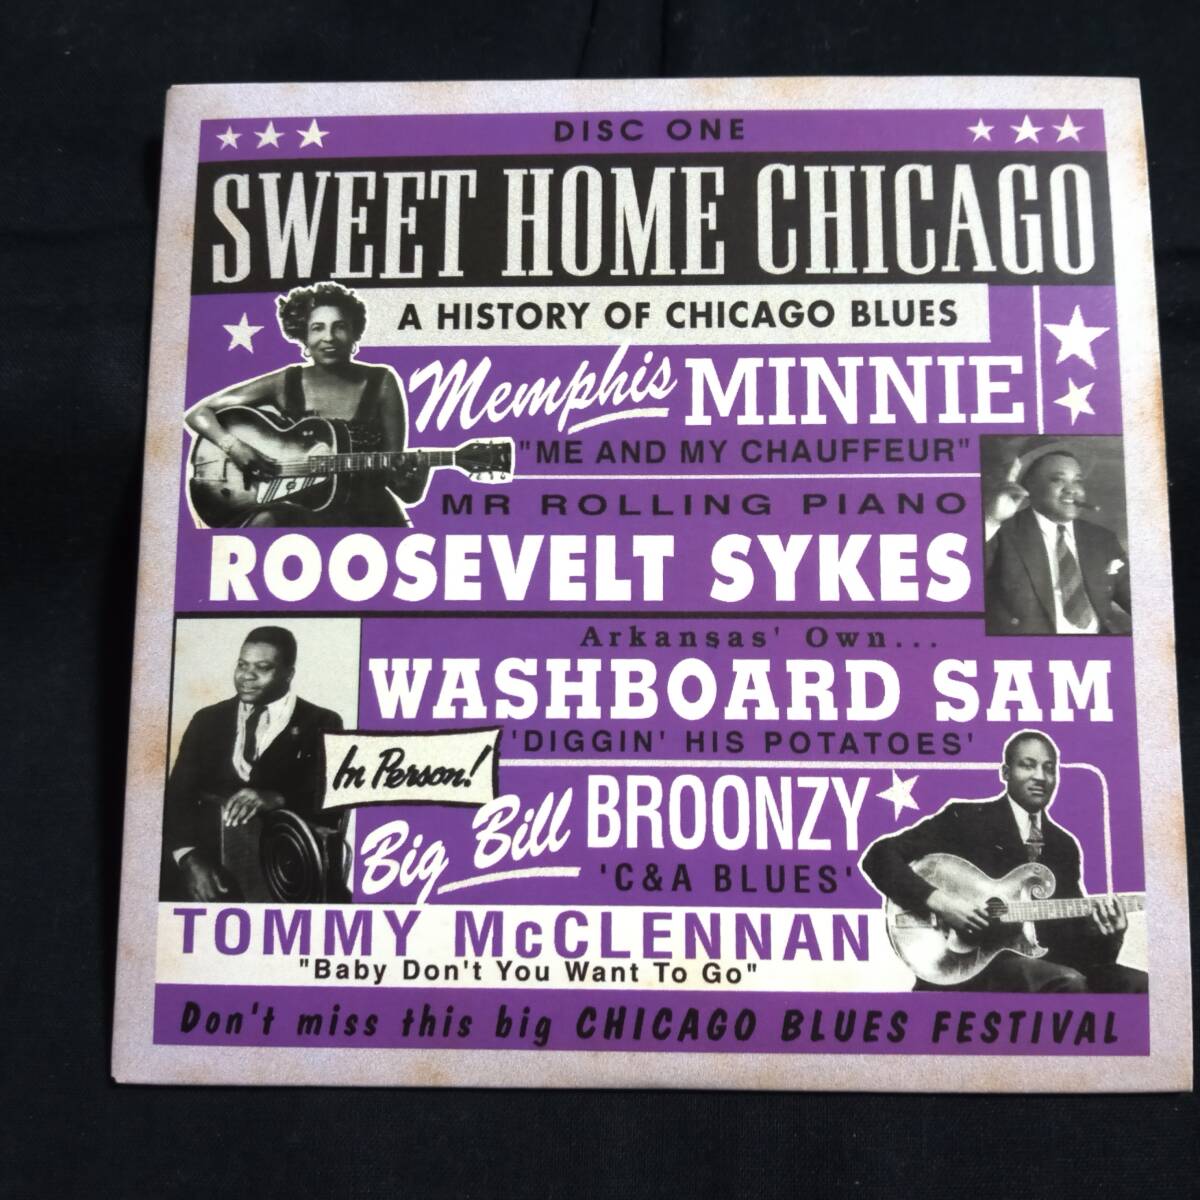 DISC ONE
SWEET HOME CHICAGO
A HISTORY OF CHICAGO BLUES
Memphis MINNIE
"ME AND MY CHAUFFEUR"
MR ROLLING PIANO
ROOSEVELT SYKES
Arkansas' Own...
WASHBOARD SAM
'DIGGIN' HIS POTATOES'
In Person!
Big Bill BROONZY
'C&A BLUES'
TOMMY McCLENNAN
"Baby Don't You Want To Go"
Don't miss this big CHICAGO BLUES FESTIVAL